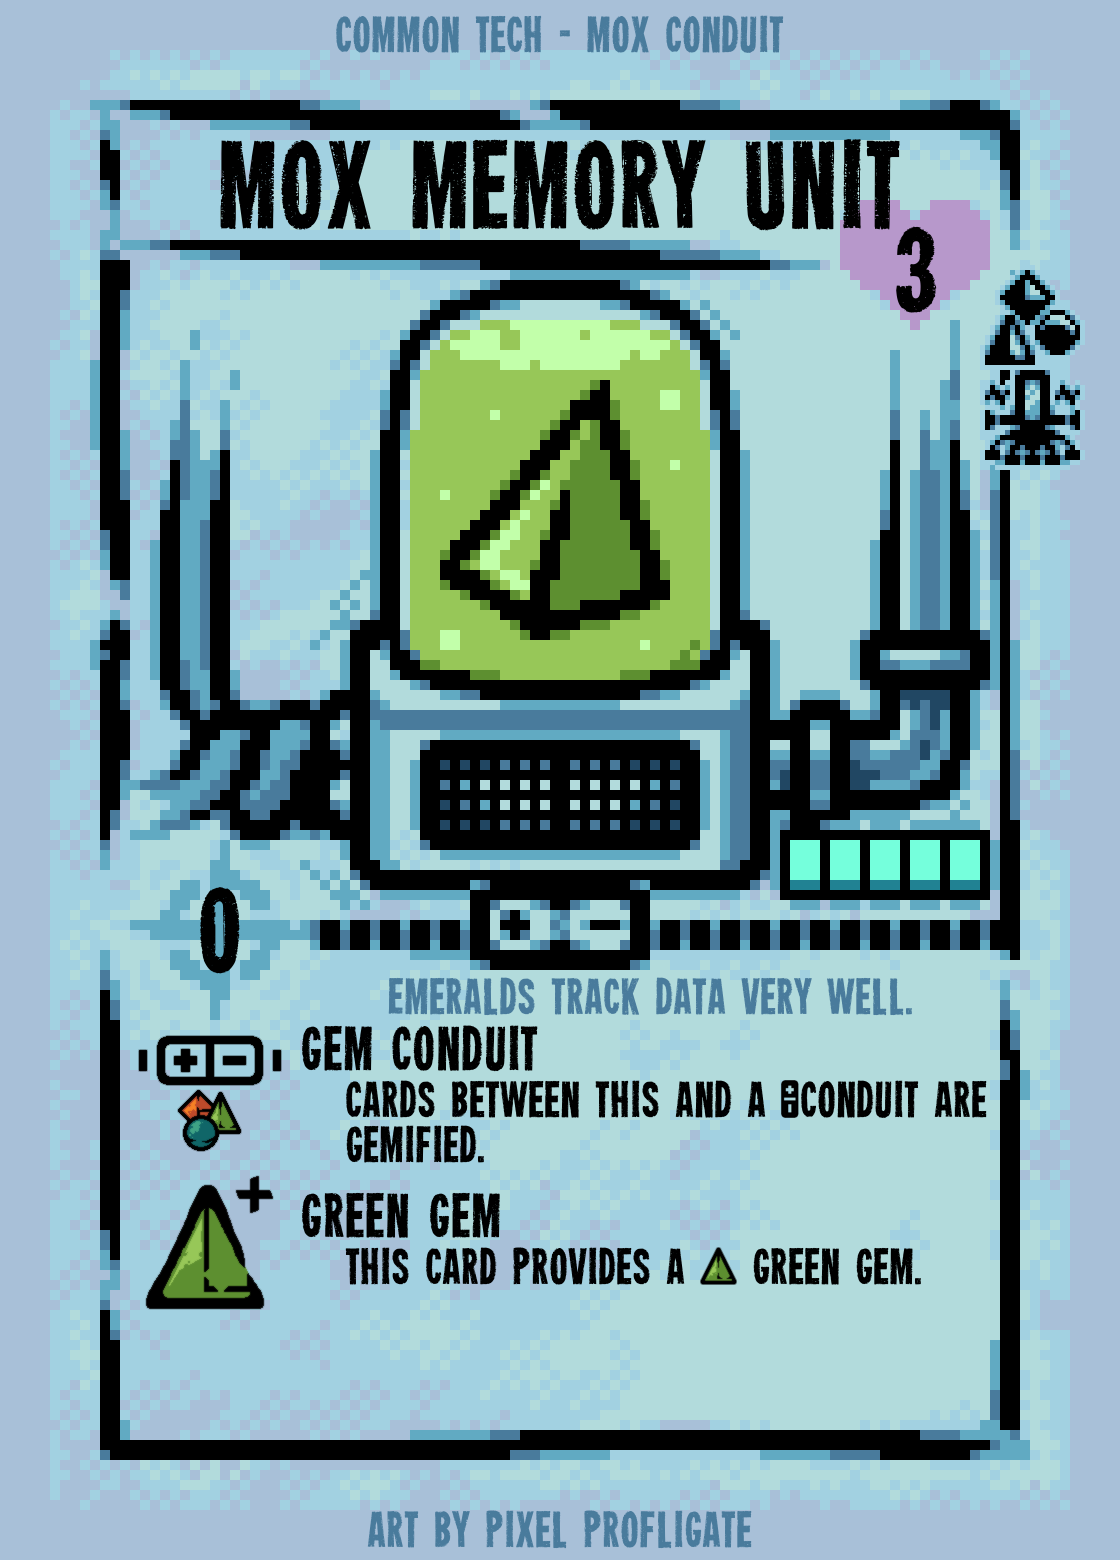 COMMON TECH - MOX CONDUIT
MOX MEMORY UNIT
3
0
EMERALDS TRACK DATA VERY WELL.
GEM CONDUIT
CARDS BETWEEN THIS AND A CONDUIT ARE
GEMIFIED.
GREEN GEM
THIS CARD PROVIDES A GREEN GEM.
ART BY PIXEL PROFLIGATE